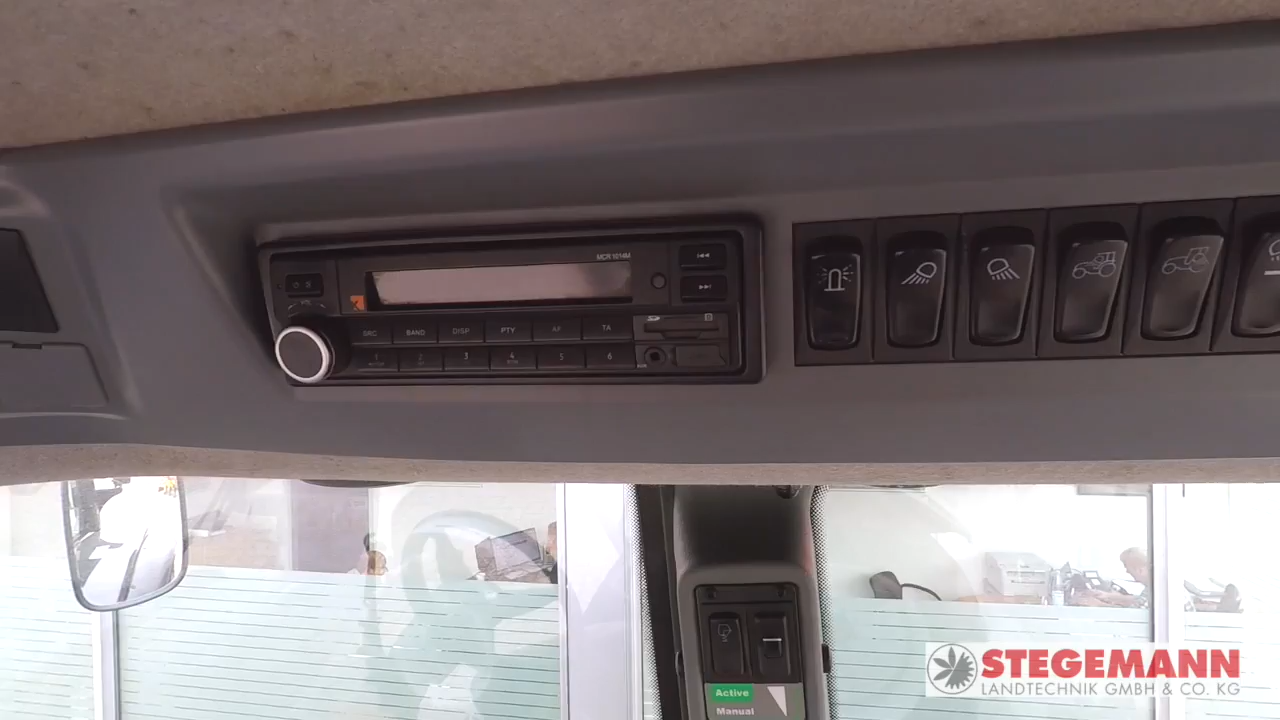 MCR 1014M
SRC BAND DISP PTY AF TA
1 2 3 4 5 6
Active
Manual
STEGEMANN
LANDTECHNIK GMBH & CO. KG